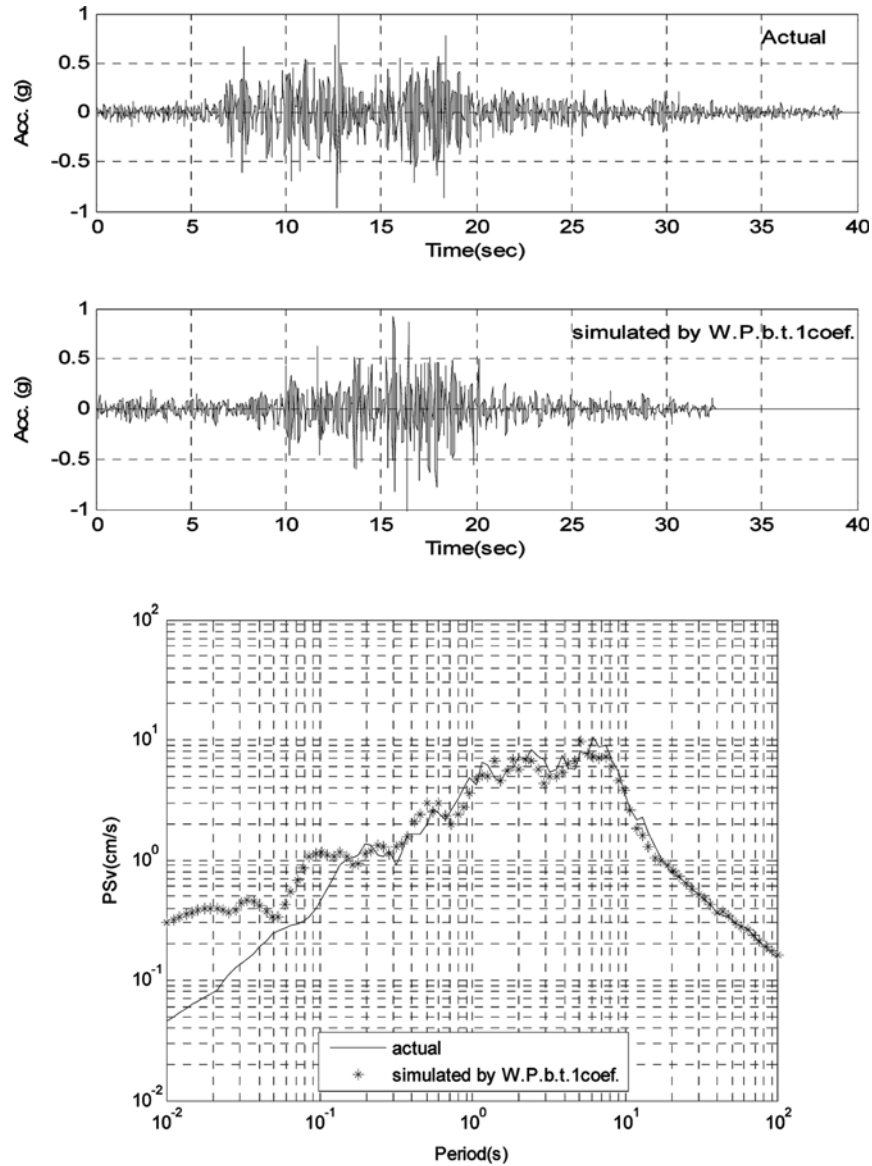 1
Actual
0.5
Acc. (g)
0
-0.5
-1
0 5 10 15 20 25 30 35 40
Time(sec)
1
simulated by W.P.b.t.1coef.
0.5
Acc. (g)
0
-0.5
-1
0 5 10 15 20 25 30 35 40
Time(sec)
10^2
10^1
PSv(cm/s)
10^0
10^-1
actual
simulated by W.P.b.t.1coef.
10^-2
10^-2 10^-1 10^0 10^1 10^2
Period(s)